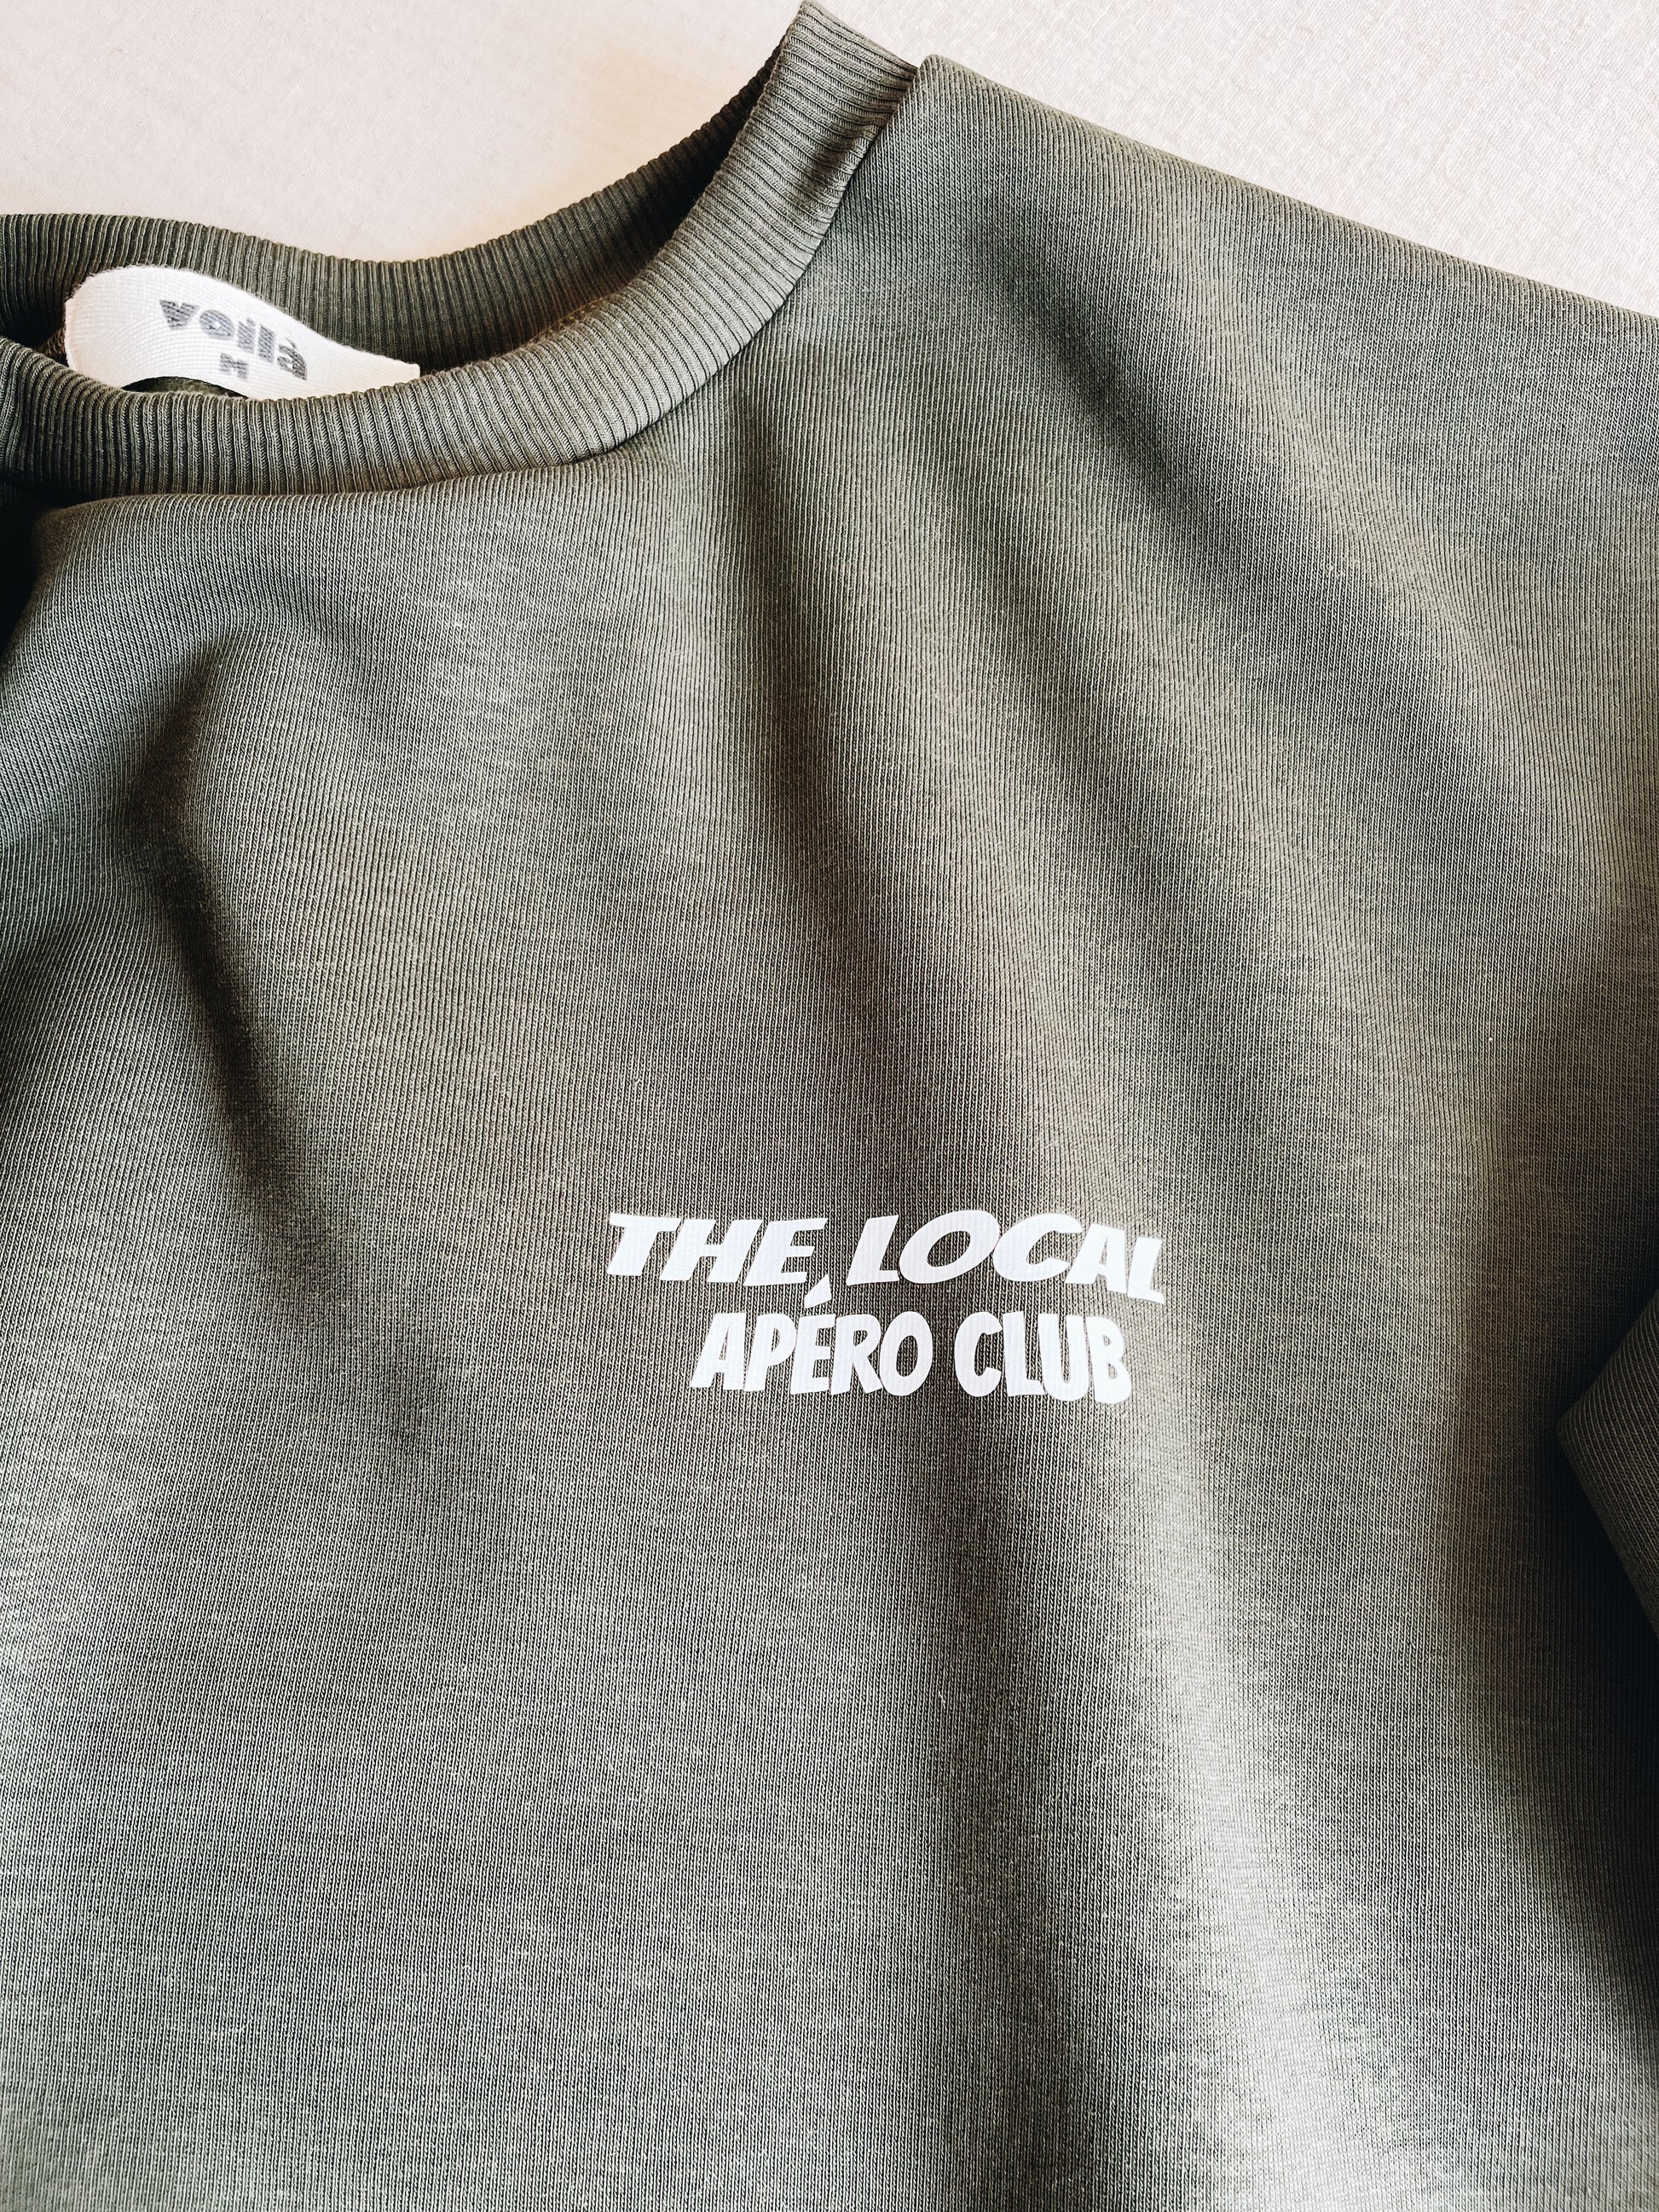 voilà
M
THE LOCAL
APÉRO CLUB